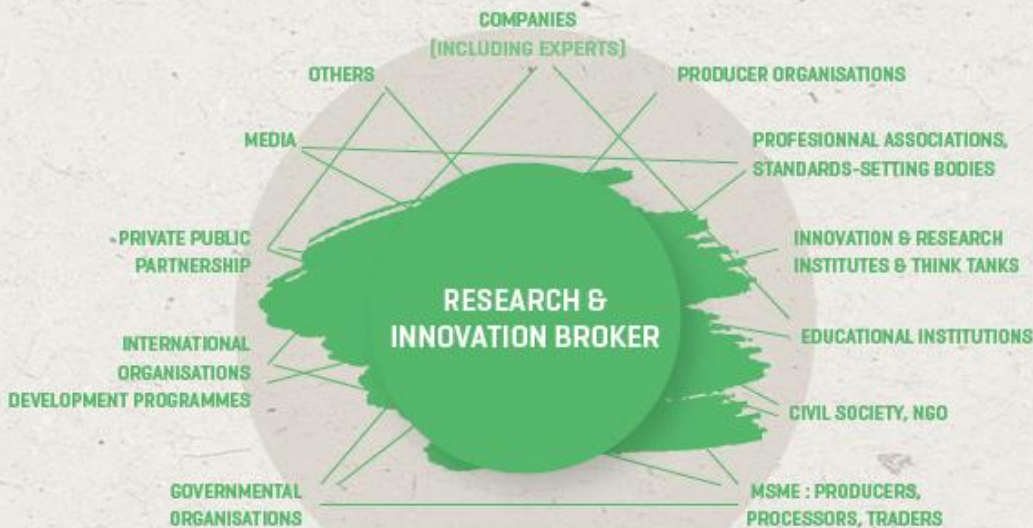 COMPANIES
(INCLUDING EXPERTS)
OTHERS
PRODUCER ORGANISATIONS
MEDIA
PROFESIONNAL ASSOCIATIONS,
STANDARDS-SETTING BODIES
PRIVATE PUBLIC
PARTNERSHIP
INNOVATION & RESEARCH
INSTITUTES & THINK TANKS
RESEARCH &
INNOVATION BROKER
EDUCATIONAL INSTITUTIONS
INTERNATIONAL
ORGANISATIONS
DEVELOPMENT PROGRAMMES
CIVIL SOCIETY, NGO
GOVERNMENTAL
ORGANISATIONS
MSME : PRODUCERS,
PROCESSORS, TRADERS